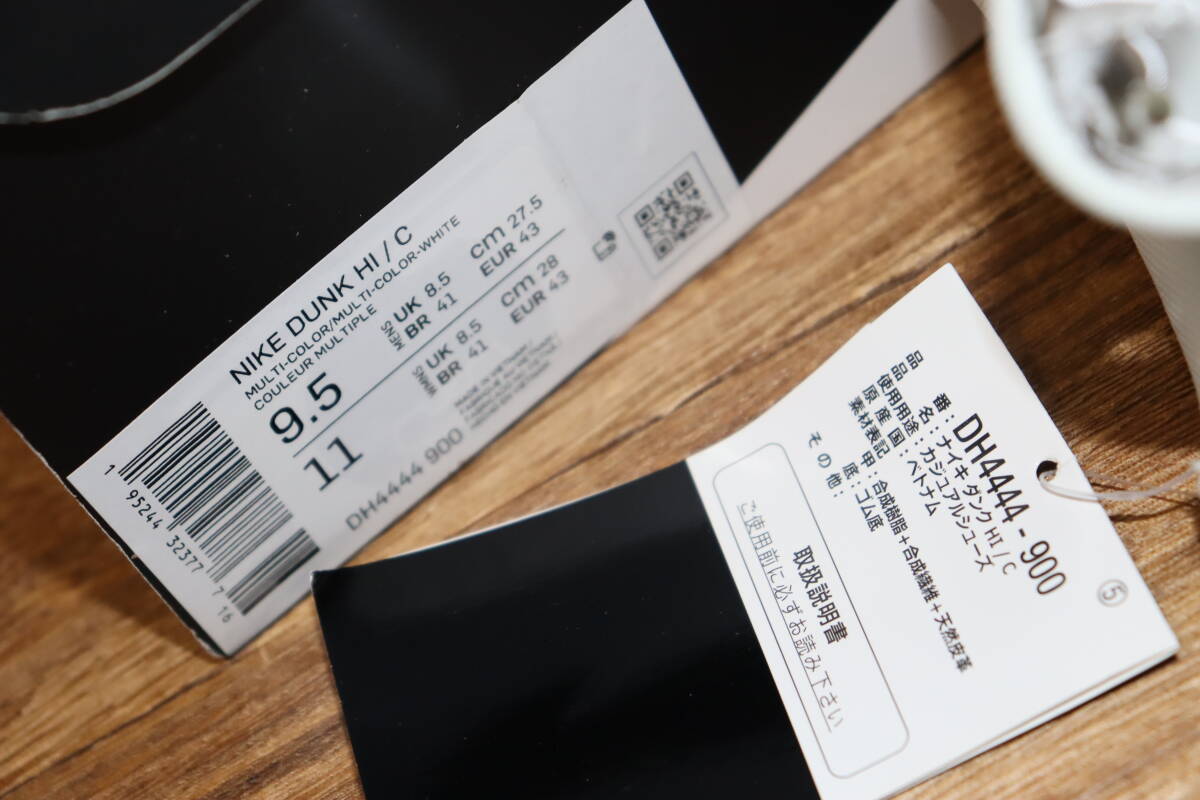 NIKE DUNK HI / C
MULTI-COLOR/MULTI-COLOR-WHITE
COULEUR MULTIPLE
9.5
MENS
UK 8.5
BR 41
cm 27.5
EUR 43
11
WMNS
UK 8.5
BR 41
cm 28
EUR 43
MADE IN VIETNAM
DH4444 900
1 95244 32377 7 16
⑤
品番:DH4444-900
品名:ナイキ ダンク HI / C
使用用途:カジュアルシューズ
原産国:ベトナム
素材表記 甲:合成樹脂+合成繊維+天然皮革
底:ゴム底
その他:
取扱説明書
ご使用前に必ずお読み下さい